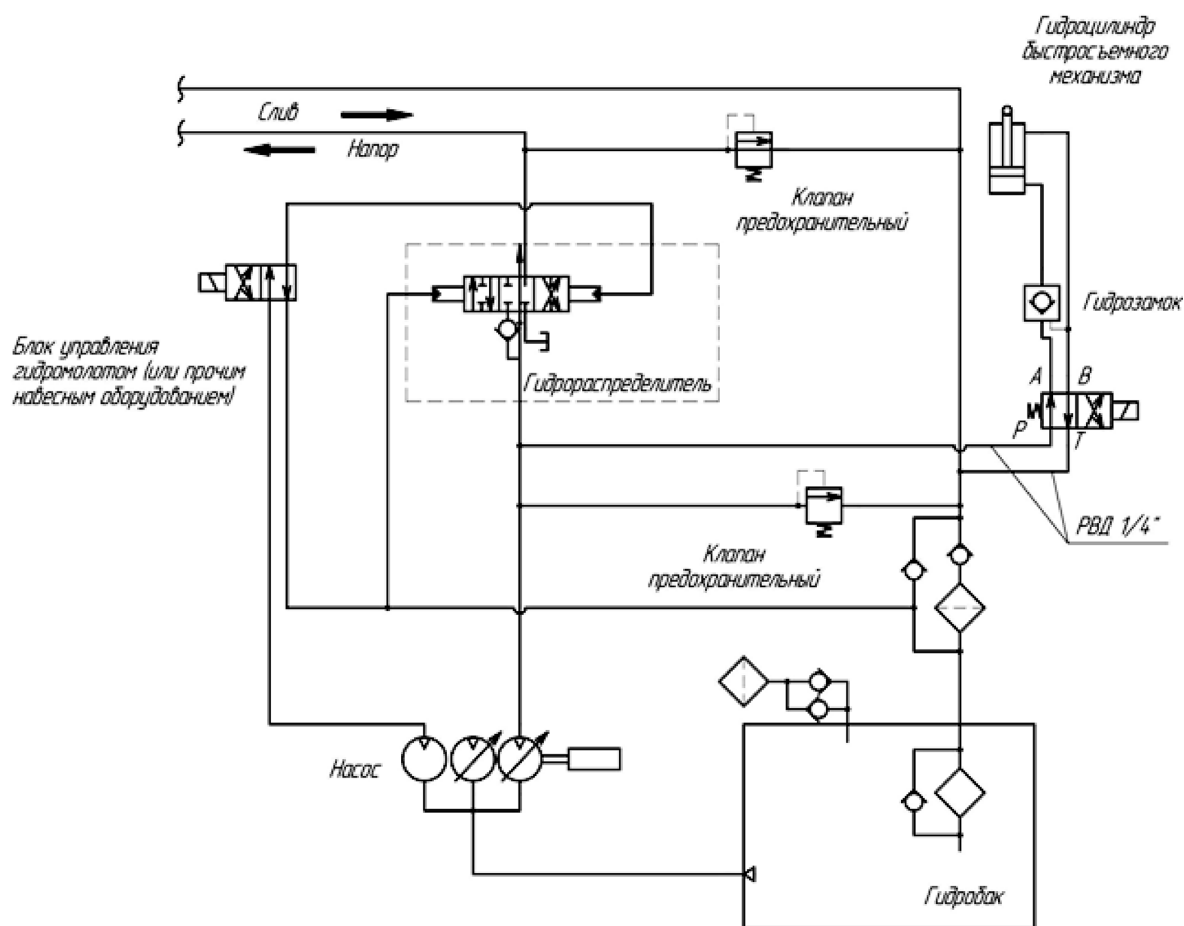 Гидроцилиндр
быстросъемного
механизма
Слив
Напор
Клапан
предохранительный
Гидрозамок
Блок управления
гидромолотом (или прочим
навесным оборудованием)
Гидрораспределитель
A B
P T
РВД 1/4"
Клапан
предохранительный
Насос
Гидробак